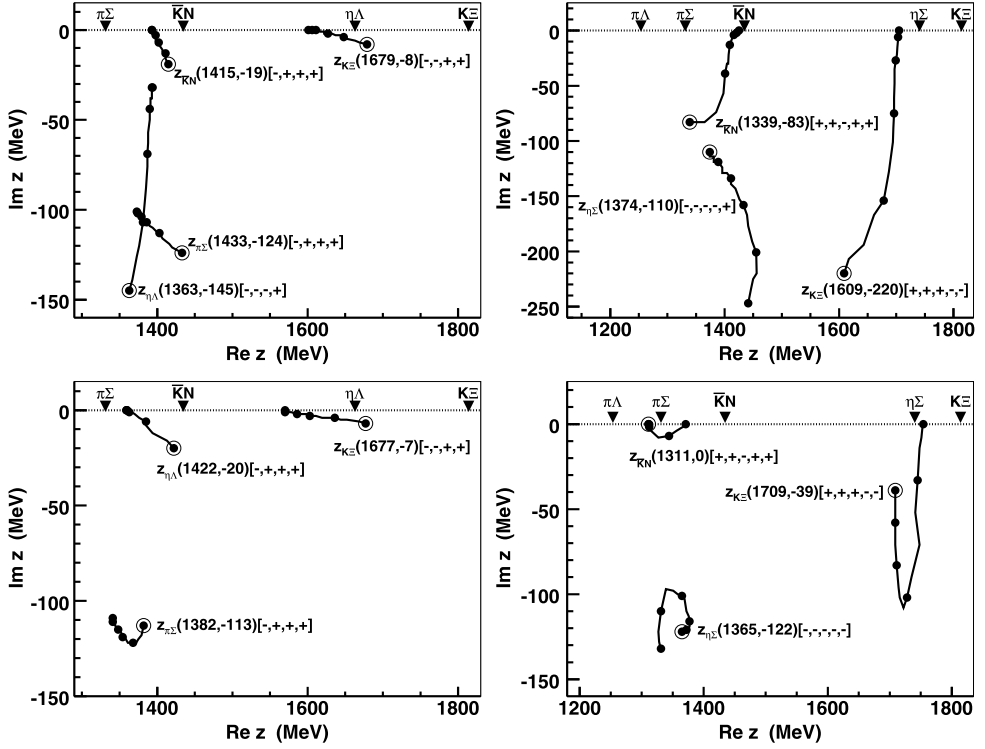 πΣ K̅N ηΛ KΞ
0
-50
-100
-150
Im z (MeV)
z_K̅N(1415,-19)[-,+,+,+]
z_KΞ(1679,-8)[-,-,+,+]
z_πΣ(1433,-124)[-,+,+,+]
z_ηΛ(1363,-145)[-,-,-,+]
1400 1600 1800
Re z (MeV)
πΛ πΣ K̅N ηΣ KΞ
0
-50
-100
-150
-200
-250
Im z (MeV)
z_K̅N(1339,-83)[+,+,-,+,+]
z_ηΣ(1374,-110)[-,-,-,-,+]
z_KΞ(1609,-220)[+,+,+,-,-]
1200 1400 1600 1800
Re z (MeV)
πΣ K̅N ηΛ KΞ
0
-50
-100
-150
Im z (MeV)
z_KΞ(1677,-7)[-,-,+,+]
z_ηΛ(1422,-20)[-,+,+,+]
z_πΣ(1382,-113)[-,+,+,+]
1400 1600 1800
Re z (MeV)
πΛ πΣ K̅N ηΣ KΞ
0
-50
-100
-150
Im z (MeV)
z_K̅N(1311,0)[+,+,-,+,+]
z_KΞ(1709,-39)[+,+,+,-,-]
z_ηΣ(1365,-122)[-,-,-,-,-]
1200 1400 1600 1800
Re z (MeV)